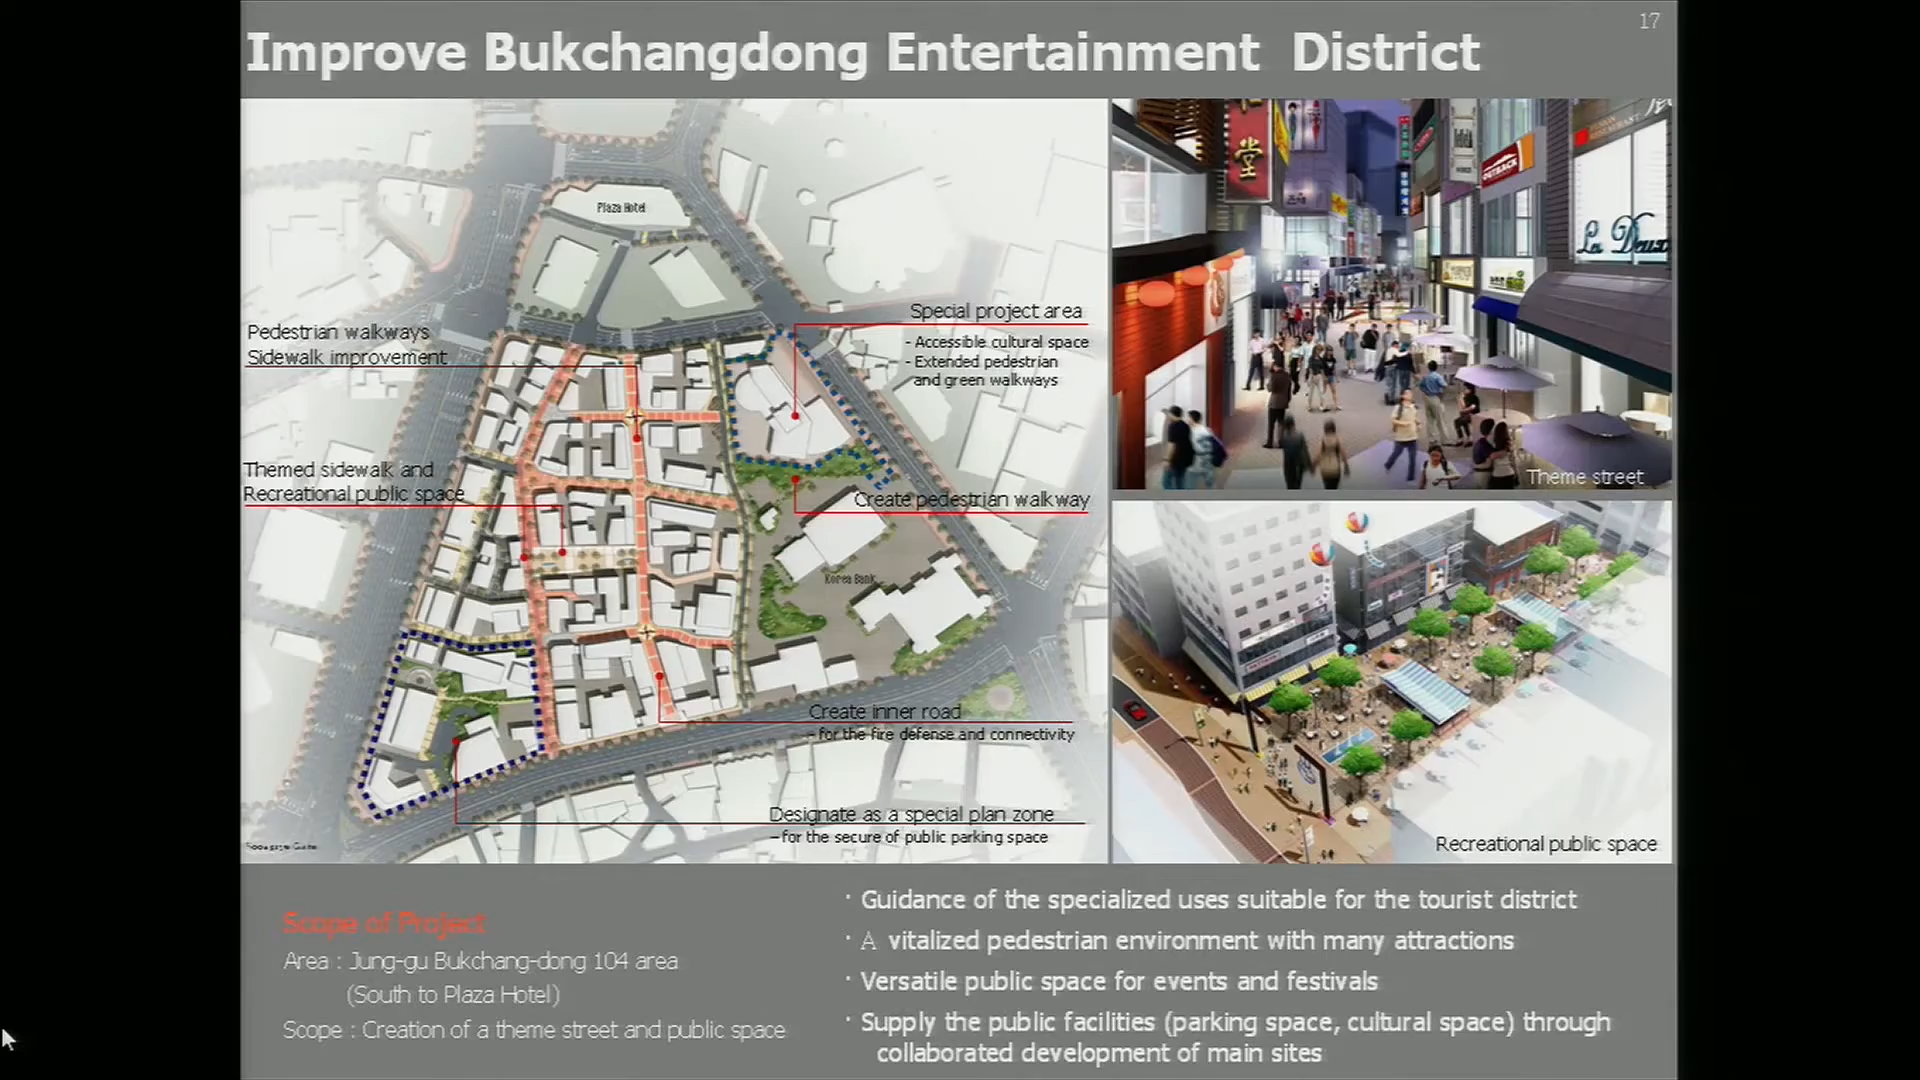 17
Improve Bukchangdong Entertainment District
Plaza Hotel
Pedestrian walkways
Sidewalk improvement
Special project area
- Accessible cultural space
- Extended pedestrian
and green walkways
Themed sidewalk and
Recreational public space
Create pedestrian walkway
Korea Bank
Create inner road
- for the fire defense and connectivity
Designate as a special plan zone
- for the secure of public parking space
堂
OUTBACK
Les Deux
Theme street
Recreational public space
Scope of Project
Area : Jung-gu Bukchang-dong 104 area
(South to Plaza Hotel)
Scope : Creation of a theme street and public space
· Guidance of the specialized uses suitable for the tourist district
· A vitalized pedestrian environment with many attractions
· Versatile public space for events and festivals
· Supply the public facilities (parking space, cultural space) through
collaborated development of main sites